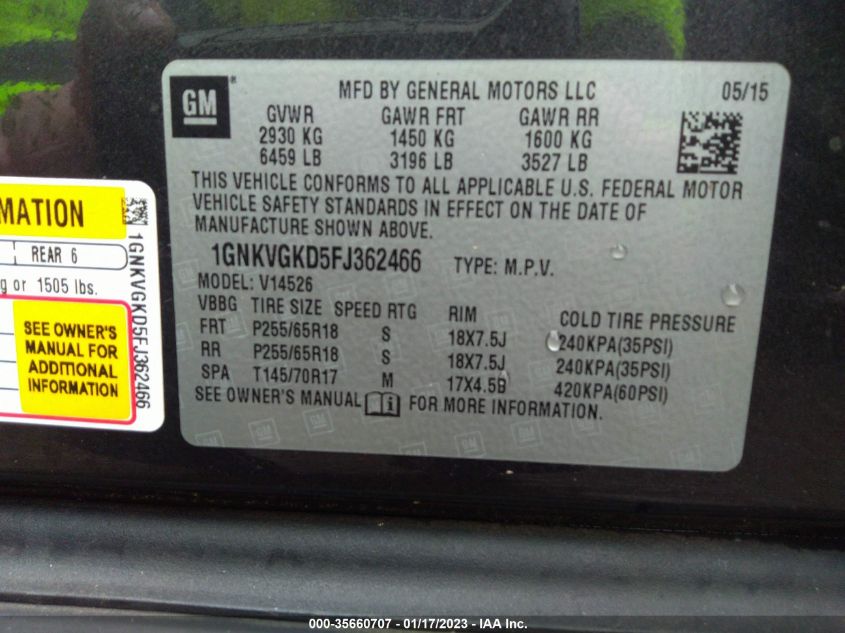 GM
®
MFD BY GENERAL MOTORS LLC 05/15
GVWR GAWR FRT GAWR RR
2930 KG 1450 KG 1600 KG
6459 LB 3196 LB 3527 LB
THIS VEHICLE CONFORMS TO ALL APPLICABLE U.S. FEDERAL MOTOR
VEHICLE SAFETY STANDARDS IN EFFECT ON THE DATE OF
MANUFACTURE SHOWN ABOVE.
1GNKVGKD5FJ362466 TYPE: M.P.V.
MODEL: V14526
VBBG TIRE SIZE SPEED RTG RIM COLD TIRE PRESSURE
FRT P255/65R18 S 18X7.5J 240KPA(35PSI)
RR P255/65R18 S 18X7.5J 240KPA(35PSI)
SPA T145/70R17 M 17X4.5B 420KPA(60PSI)
SEE OWNER'S MANUAL i FOR MORE INFORMATION.
MATION
REAR 6
g or 1505 lbs.
SEE OWNER'S
MANUAL FOR
ADDITIONAL
INFORMATION
1GNKVGKD5FJ362466
000-35660707 - 01/17/2023 - IAA Inc.